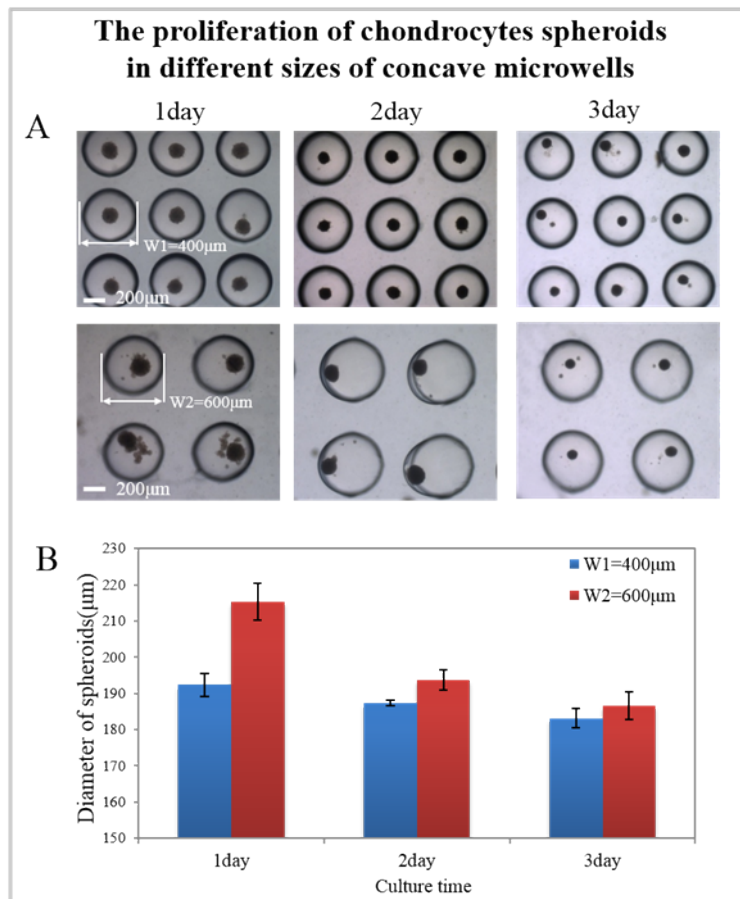 The proliferation of chondrocytes spheroids
in different sizes of concave microwells
1day 2day 3day
A
W1=400μm
200μm
W2=600μm
200μm
B
Diameter of spheroids(μm)
230
220
210
200
190
180
170
160
150
W1=400μm
W2=600μm
1day 2day 3day
Culture time